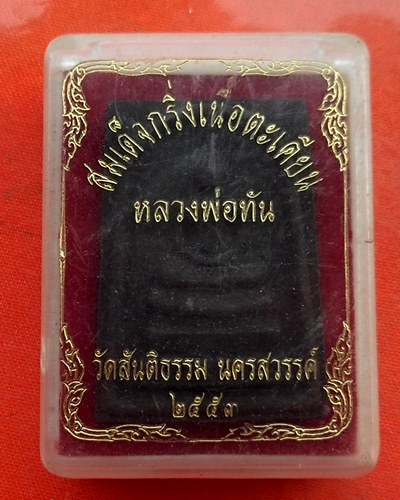 สมเด็จกริ่งเนื้อตะเคียน
หลวงพ่อทัน
วัดสันติธรรม นครสวรรค์
๒๕๕๓